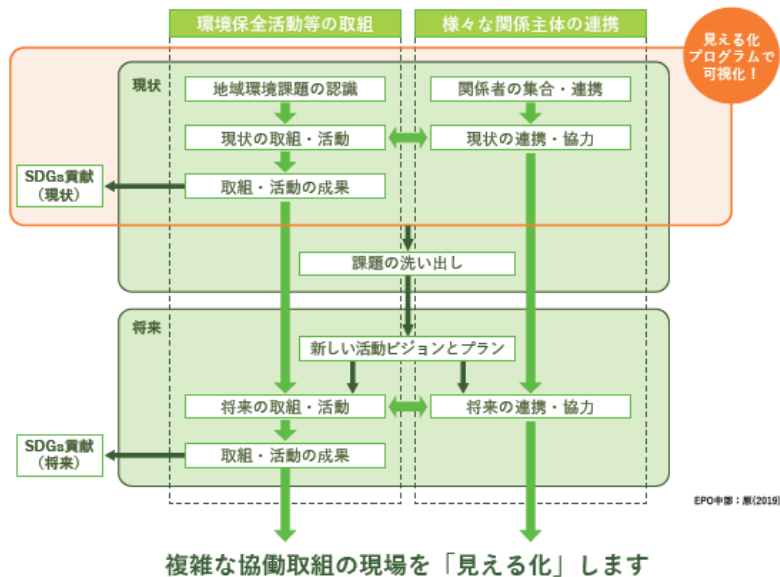 環境保全活動等の取組
様々な関係主体の連携
見える化
プログラムで
可視化！
現状
地域環境課題の認識
関係者の集合・連携
現状の取組・活動
現状の連携・協力
SDGs貢献
（現状）
取組・活動の成果
課題の洗い出し
将来
新しい活動ビジョンとプラン
将来の取組・活動
将来の連携・協力
SDGs貢献
（将来）
取組・活動の成果
EPO中部：原(2019)
複雑な協働取組の現場を「見える化」します